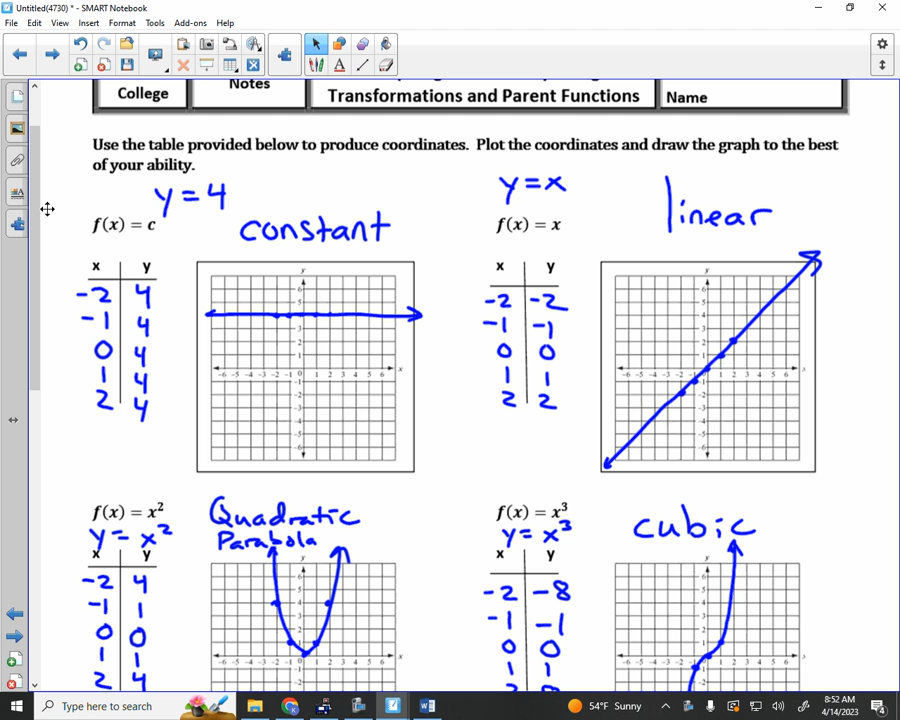 Untitled(4730) * - SMART Notebook
File Edit View Insert Format Tools Add-ons Help
College Notes Transformations and Parent Functions Name
Use the table provided below to produce coordinates. Plot the coordinates and draw the graph to the best
of your ability.
y = 4
f(x) = c
constant
x y
-2 4
-1 4
0 4
1 4
2 4
y = x
f(x) = x
linear
x y
-2 -2
-1 -1
0 0
1 1
2 2
f(x) = x²
Quadratic
Parabola
y = x²
x y
-2 4
-1 1
0 0
1 1
2 4
f(x) = x³
cubic
y = x³
x y
-2 -8
-1 -1
0 0
1 1
Type here to search
54°F Sunny
8:52 AM
4/14/2023